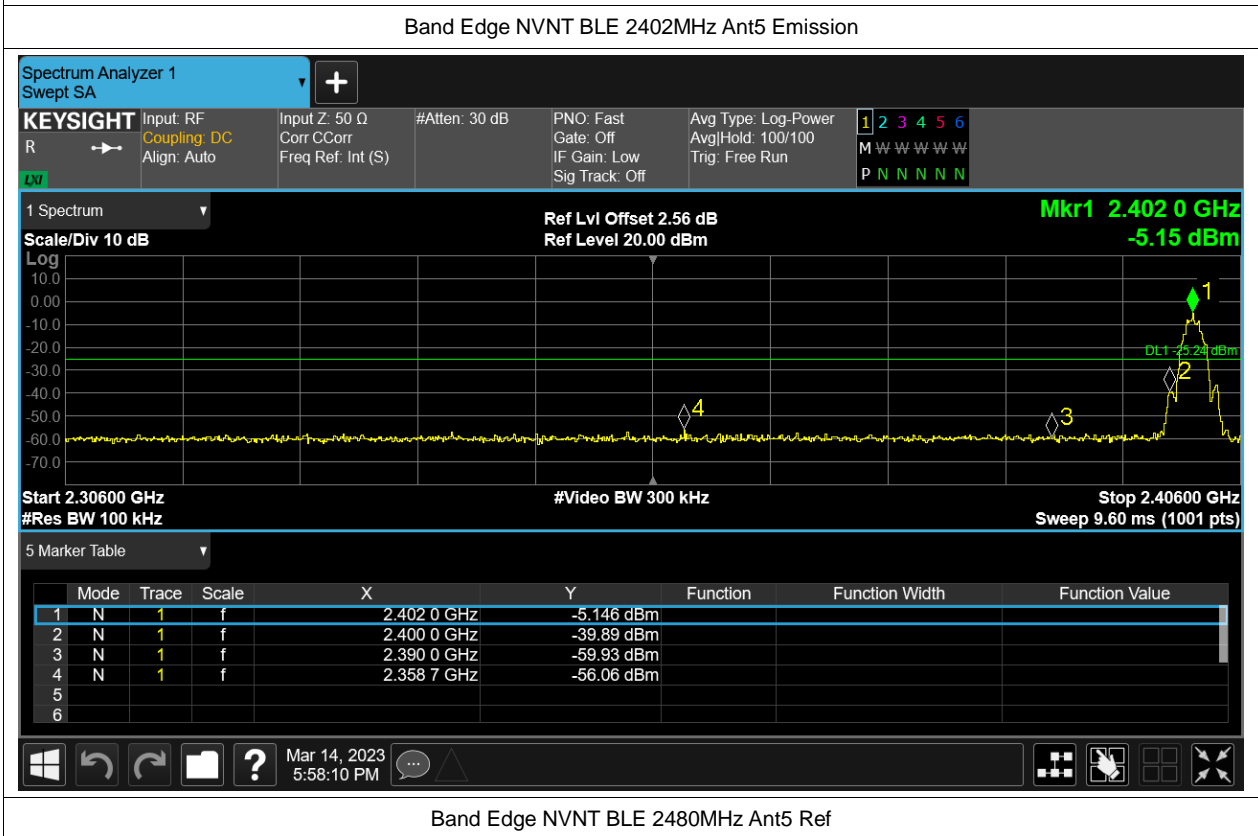 Band Edge NVNT BLE 2402MHz Ant5 Emission
Spectrum Analyzer 1
Swept SA
KEYSIGHT
R
LXI
Input: RF
Coupling: DC
Align: Auto
Input Z: 50 Ω
Corr CCorr
Freq Ref: Int (S)
#Atten: 30 dB
PNO: Fast
Gate: Off
IF Gain: Low
Sig Track: Off
Avg Type: Log-Power
Avg|Hold: 100/100
Trig: Free Run
1 2 3 4 5 6
M W W W W W
P N N N N N
1 Spectrum
Scale/Div 10 dB
Ref Lvl Offset 2.56 dB
Ref Level 20.00 dBm
Mkr1 2.402 0 GHz
-5.15 dBm
Log
10.0
0.00
-10.0
-20.0
-30.0
-40.0
-50.0
-60.0
-70.0
1
DL1 -25.24 dBm
2
4
3
Start 2.30600 GHz
#Video BW 300 kHz
Stop 2.40600 GHz
#Res BW 100 kHz
Sweep 9.60 ms (1001 pts)
5 Marker Table
Mode Trace Scale X Y Function Function Width Function Value
1 N 1 f 2.402 0 GHz -5.146 dBm
2 N 1 f 2.400 0 GHz -39.89 dBm
3 N 1 f 2.390 0 GHz -59.93 dBm
4 N 1 f 2.358 7 GHz -56.06 dBm
5
6
?
Mar 14, 2023
5:58:10 PM
Band Edge NVNT BLE 2480MHz Ant5 Ref